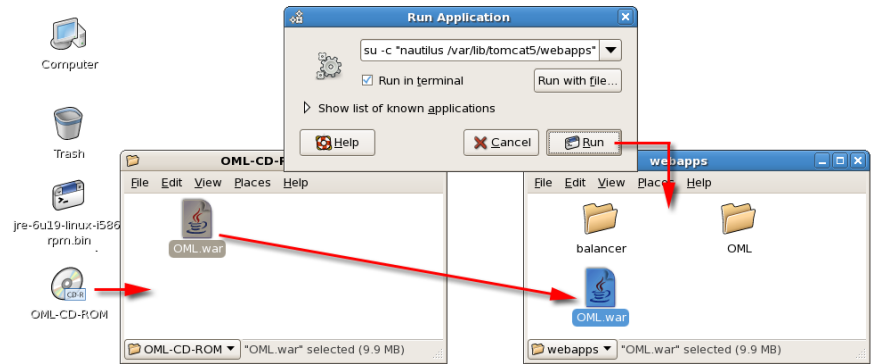 Run Application
su -c "nautilus /var/lib/tomcat5/webapps"
Run in terminal
Run with file...
Show list of known applications
Help
Cancel
Run
Computer
Trash
jre-6u19-linux-i586
rpm.bin
CD-R
OML-CD-ROM
OML-CD-R
File Edit View Places Help
OML.war
OML-CD-ROM "OML.war" selected (9.9 MB)
webapps
File Edit View Places Help
balancer
OML
OML.war
webapps "OML.war" selected (9.9 MB)